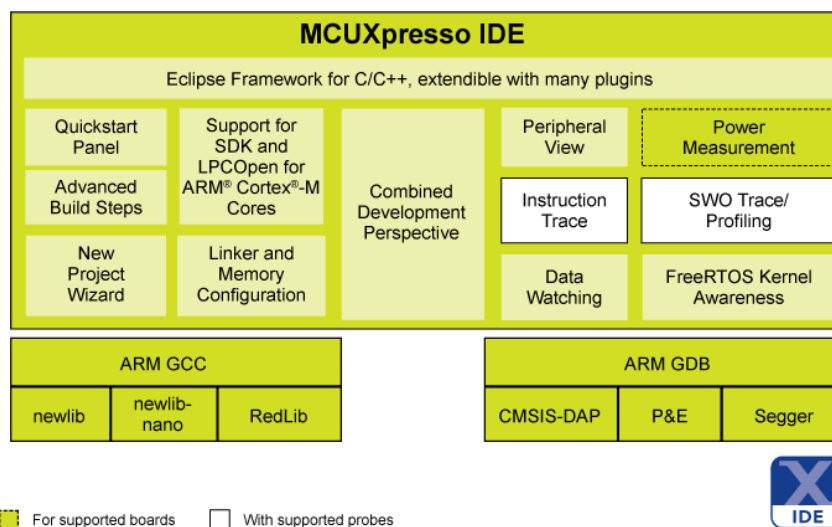 MCUXpresso IDE
Eclipse Framework for C/C++, extendible with many plugins
Quickstart
Panel
Advanced
Build Steps
New
Project
Wizard
Support for
SDK and
LPCOpen for
ARM® Cortex®-M
Cores
Linker and
Memory
Configuration
Combined
Development
Perspective
Peripheral
View
Power
Measurement
Instruction
Trace
SWO Trace/
Profiling
Data
Watching
FreeRTOS Kernel
Awareness
ARM GCC
newlib
newlib-
nano
RedLib
ARM GDB
CMSIS-DAP
P&E
Segger
For supported boards
With supported probes
X
IDE